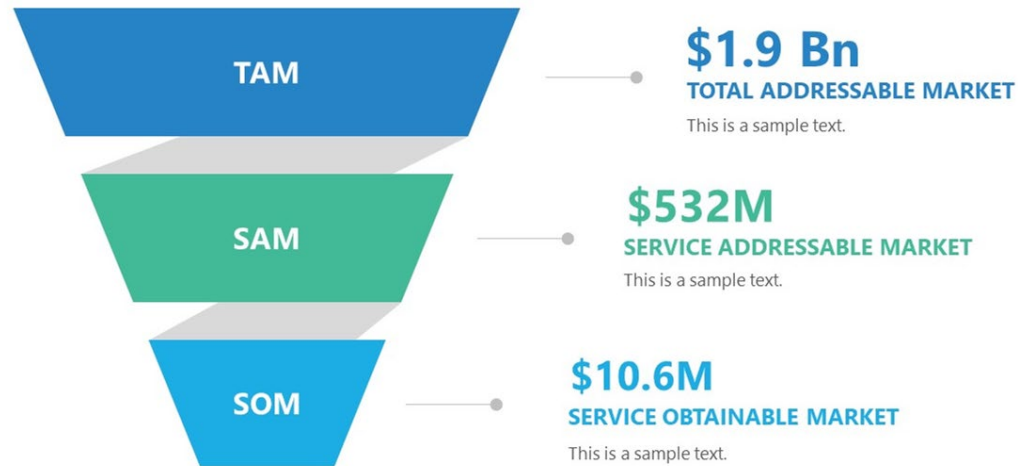 TAM
$1.9 Bn
TOTAL ADDRESSABLE MARKET
This is a sample text.
SAM
$532M
SERVICE ADDRESSABLE MARKET
This is a sample text.
SOM
$10.6M
SERVICE OBTAINABLE MARKET
This is a sample text.